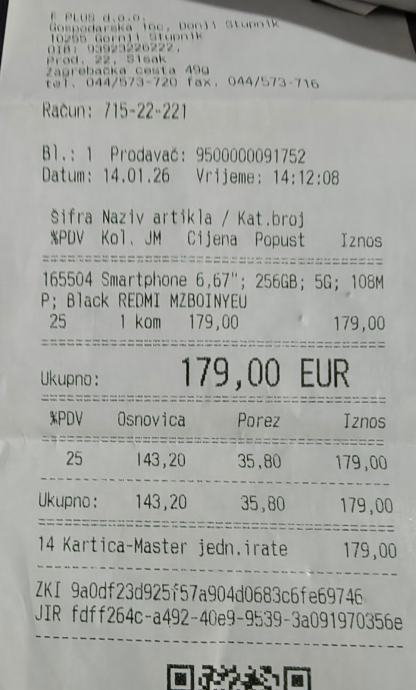 F PLUS d.o.o.
Gospodarska 10c, Donji Stupnik
10255 Gornji Stupnik
OIB: 93923226222,
Prod. 22, Sisak
Zagrebačka cesta 49g
tel. 044/573-720 fax. 044/573-716
Račun: 715-22-221
Bl.: 1 Prodavač: 9500000091752
Datum: 14.01.26 Vrijeme: 14:12:08
Šifra Naziv artikla / Kat.broj
%PDV Kol. JM Cijena Popust Iznos
165504 Smartphone 6,67"; 256GB; 5G; 108M
P; Black REDMI MZB0INYEU
25 1 kom 179,00 179,00
Ukupno: 179,00 EUR
%PDV Osnovica Porez Iznos
25 143,20 35,80 179,00
Ukupno: 143,20 35,80 179,00
14 Kartica-Master jedn.irate 179,00
ZKI 9a0df23d925f57a904d0683c6fe69746
JIR fdff264c-a492-40e9-9539-3a091970356e